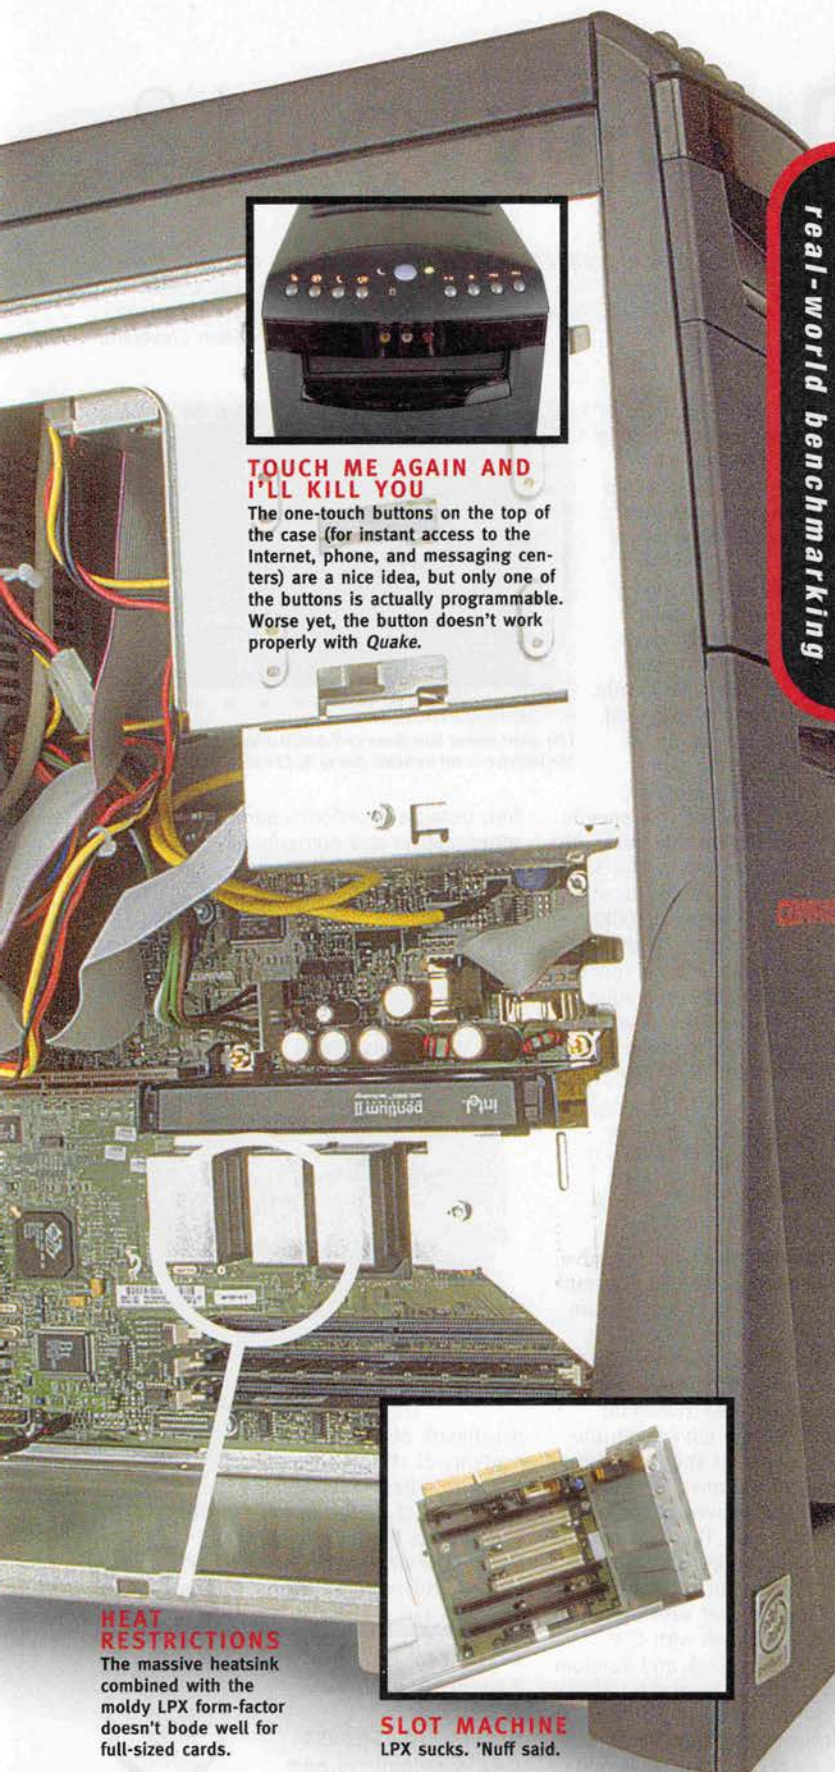 real-world benchmarking
TOUCH ME AGAIN AND
I'LL KILL YOU
The one-touch buttons on the top of
the case (for instant access to the
Internet, phone, and messaging cen-
ters) are a nice idea, but only one of
the buttons is actually programmable.
Worse yet, the button doesn't work
properly with Quake.
intel
pentium II
HEAT
RESTRICTIONS
The massive heatsink
combined with the
moldy LPX form-factor
doesn't bode well for
full-sized cards.
SLOT MACHINE
LPX sucks. 'Nuff said.